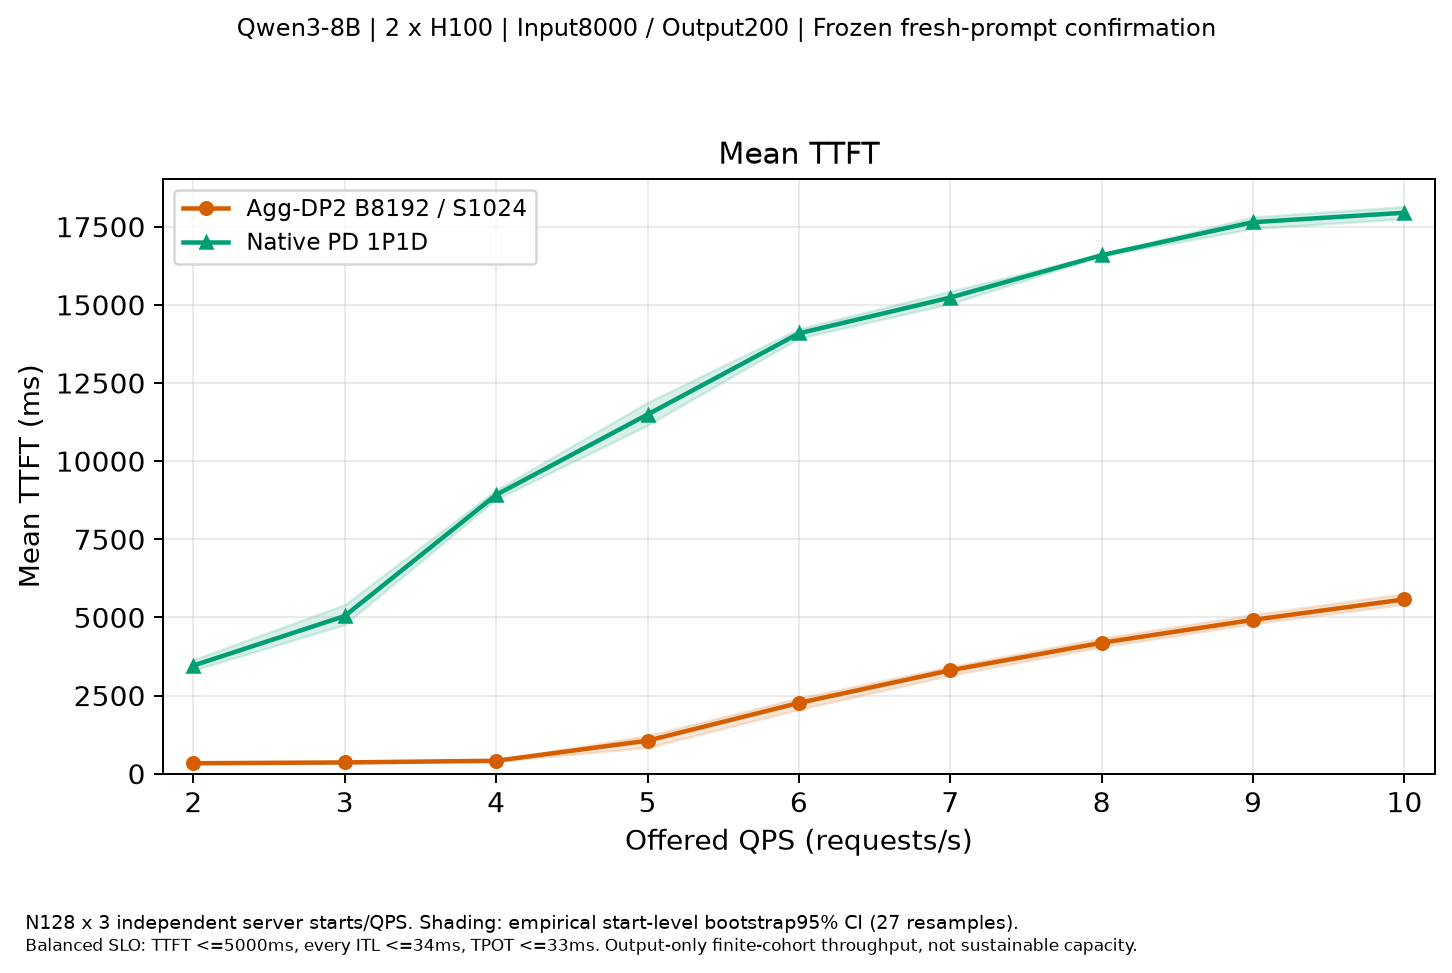 Qwen3-8B | 2 x H100 | Input8000 / Output200 | Frozen fresh-prompt confirmation
Mean TTFT
Agg-DP2 B8192 / S1024
Native PD 1P1D
Mean TTFT (ms)
17500
15000
12500
10000
7500
5000
2500
0
2 3 4 5 6 7 8 9 10
Offered QPS (requests/s)
N128 x 3 independent server starts/QPS. Shading: empirical start-level bootstrap95% CI (27 resamples).
Balanced SLO: TTFT <=5000ms, every ITL <=34ms, TPOT <=33ms. Output-only finite-cohort throughput, not sustainable capacity.